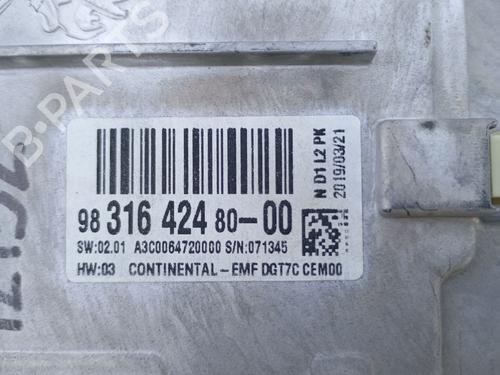 98 316 424 80-00
SW:02.01 A3C0064720000 S/N:071345
HW:03 CONTINENTAL-EMF DGT7C CEM00
N D1 L2 PK
2019/03/21
B-PARTS